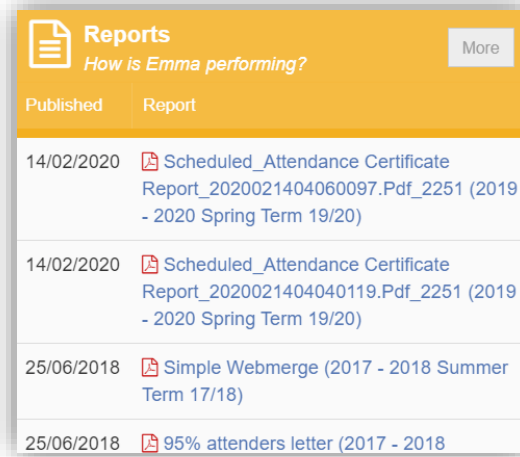 Reports
How is Emma performing?
More
Published Report
14/02/2020 Scheduled_Attendance Certificate
Report_2020021404060097.Pdf_2251 (2019
- 2020 Spring Term 19/20)
14/02/2020 Scheduled_Attendance Certificate
Report_2020021404040119.Pdf_2251 (2019
- 2020 Spring Term 19/20)
25/06/2018 Simple Webmerge (2017 - 2018 Summer
Term 17/18)
25/06/2018 95% attenders letter (2017 - 2018